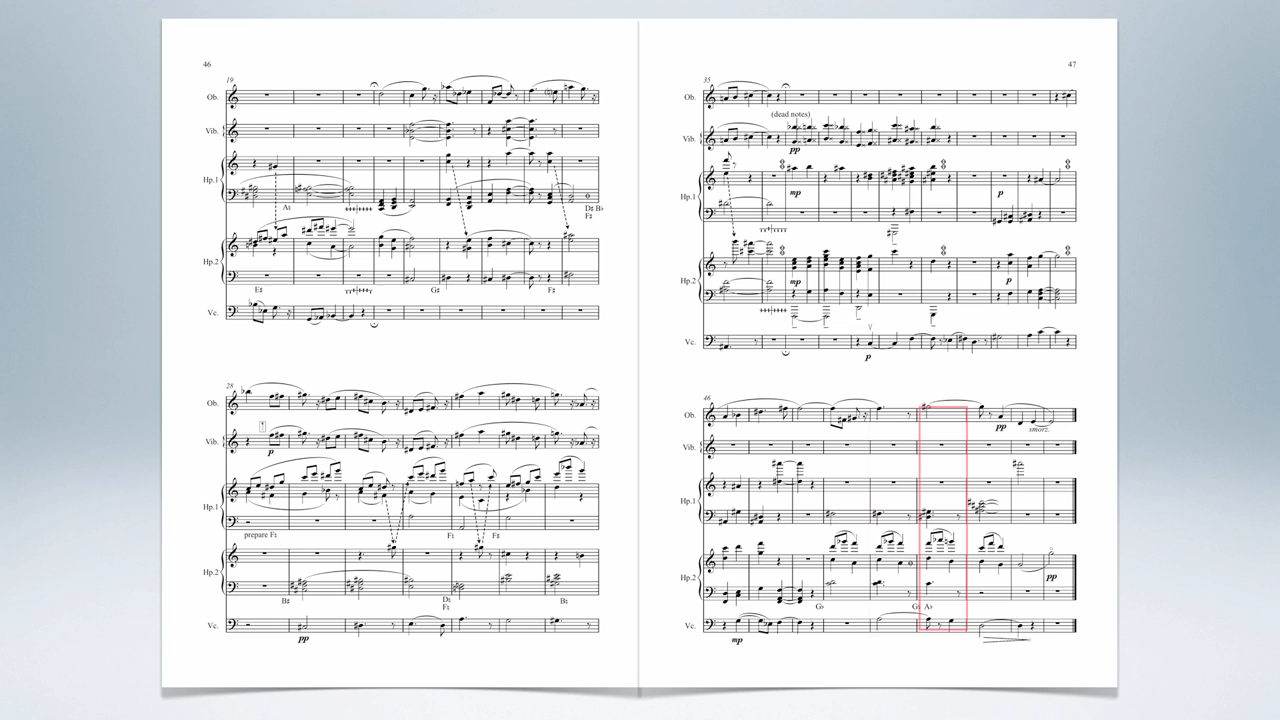 46
19
Ob.
Vib.
Hp.1
A♮
D♯ B♭
F♯
Hp.2
E♯
G♯
F♯
Vc.
28
Ob.
Vib.
p
Hp.1
prepare F♮
F♮
F♯
Hp.2
B♯
D♮
F♮
B♮
Vc.
pp
47
35
Ob.
(dead notes)
Vib.
pp
Hp.1
mp
p
Hp.2
mp
p
Vc.
p
46
Ob.
pp
smorz.
Vib.
Hp.1
Hp.2
pp
G♭
G♮ A♭
Vc.
mp